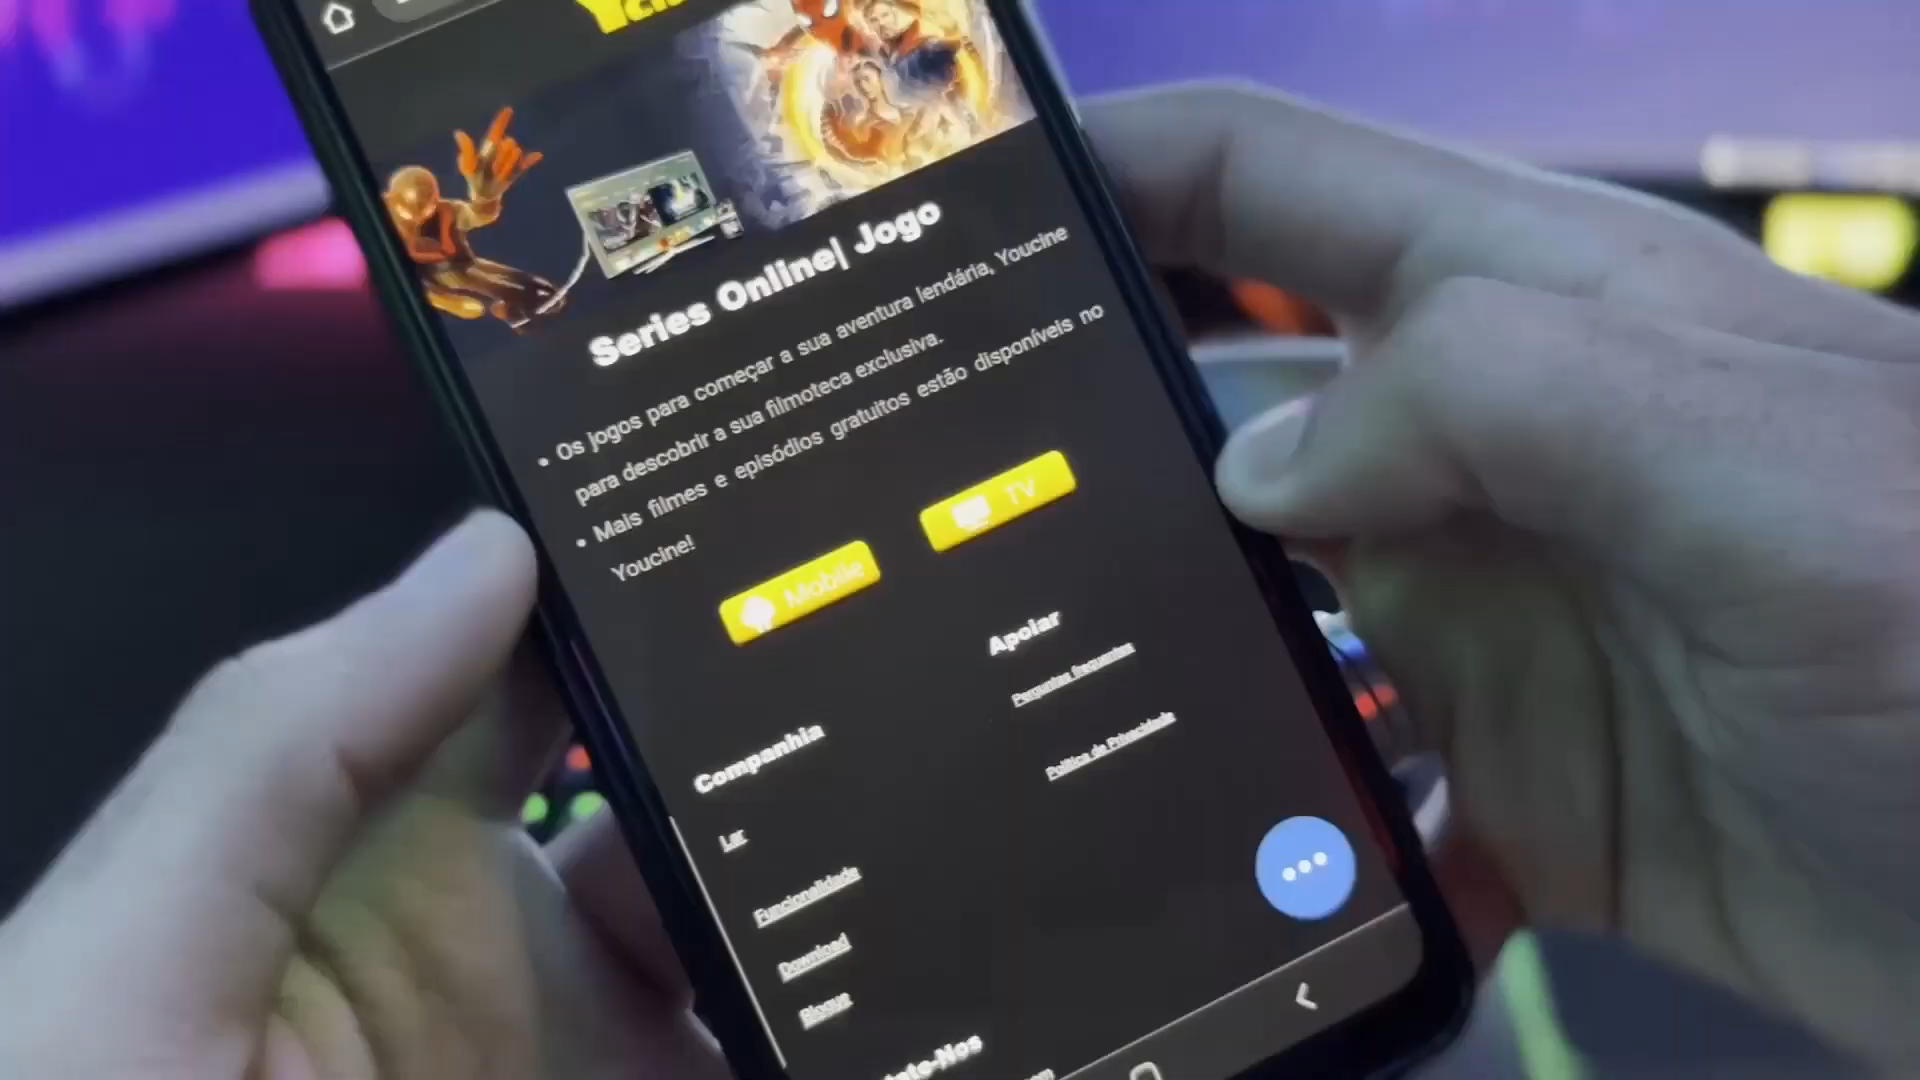 Series Online| Jogo
• Os jogos para começar a sua aventura lendária, Youcine
para descobrir a sua filmoteca exclusiva.
• Mais filmes e episódios gratuitos estão disponíveis no
Youcine!
Mobile
TV
Apoiar
Perguntas frequentes
Política de Privacidade
Companhia
Lar
Funcionalidade
Download